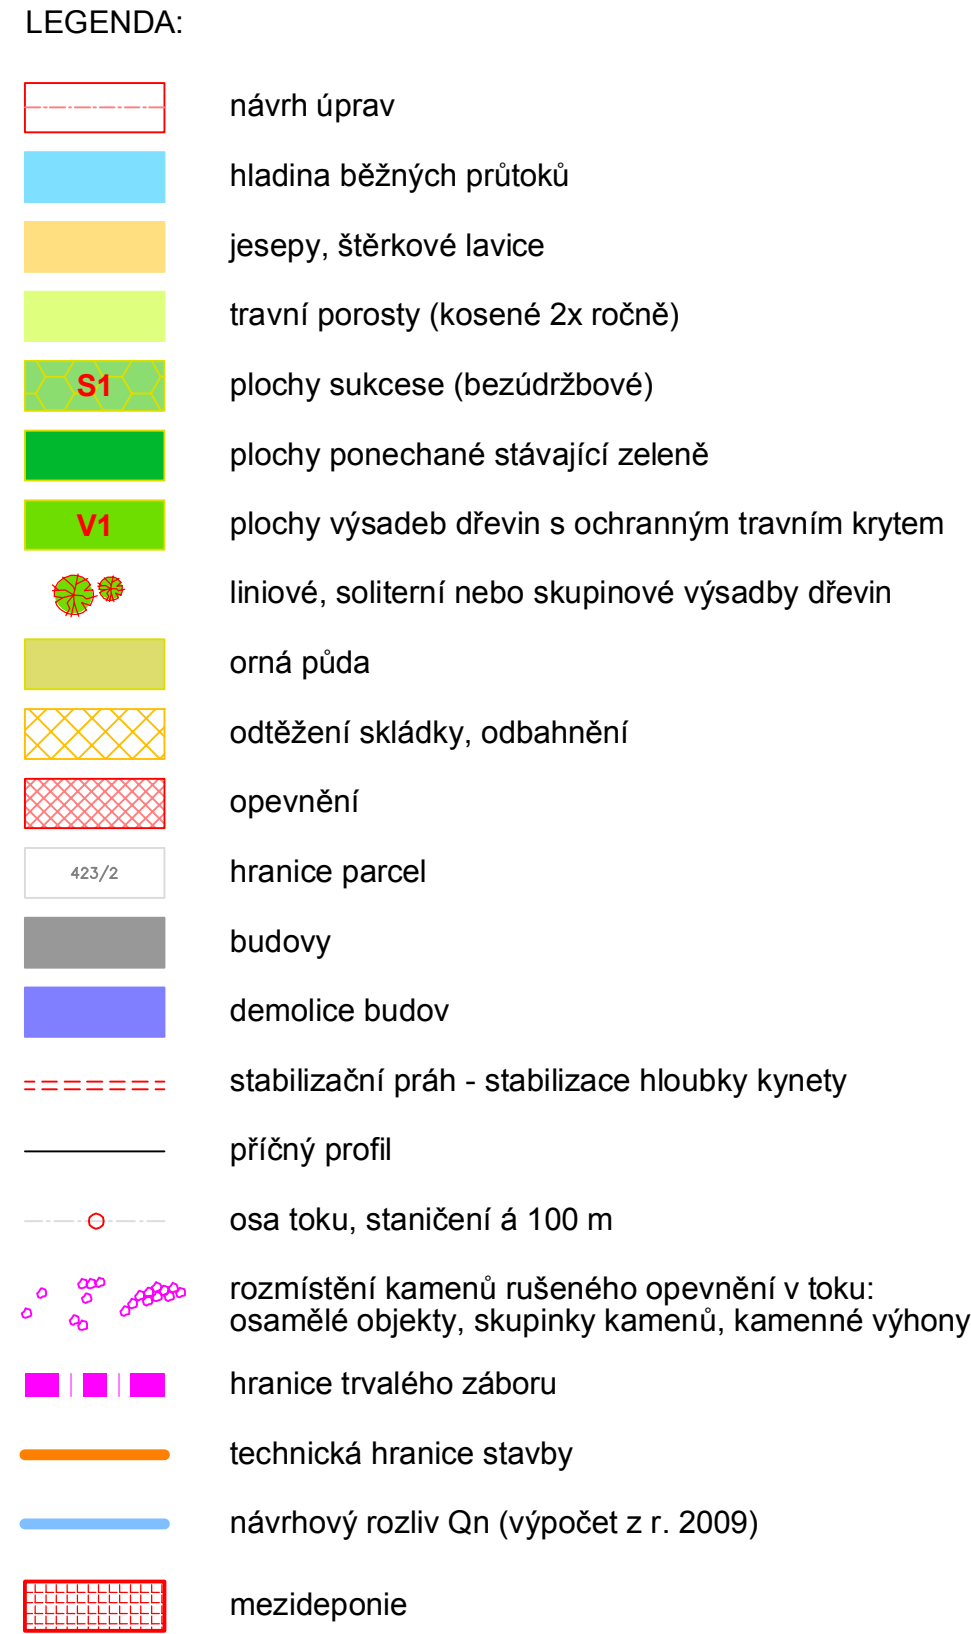 LEGENDA:
návrh úprav
hladina běžných průtoků
jesepy, štěrkové lavice
travní porosty (kosené 2x ročně)
S1 plochy sukcese (bezúdržbové)
plochy ponechané stávající zeleně
V1 plochy výsadeb dřevin s ochranným travním krytem
liniové, soliterní nebo skupinové výsadby dřevin
orná půda
odtěžení skládky, odbahnění
opevnění
423/2 hranice parcel
budovy
demolice budov
stabilizační práh - stabilizace hloubky kynety
příčný profil
osa toku, staničení á 100 m
rozmístění kamenů rušeného opevnění v toku:
osamělé objekty, skupinky kamenů, kamenné výhony
hranice trvalého záboru
technická hranice stavby
návrhový rozliv Qn (výpočet z r. 2009)
mezideponie